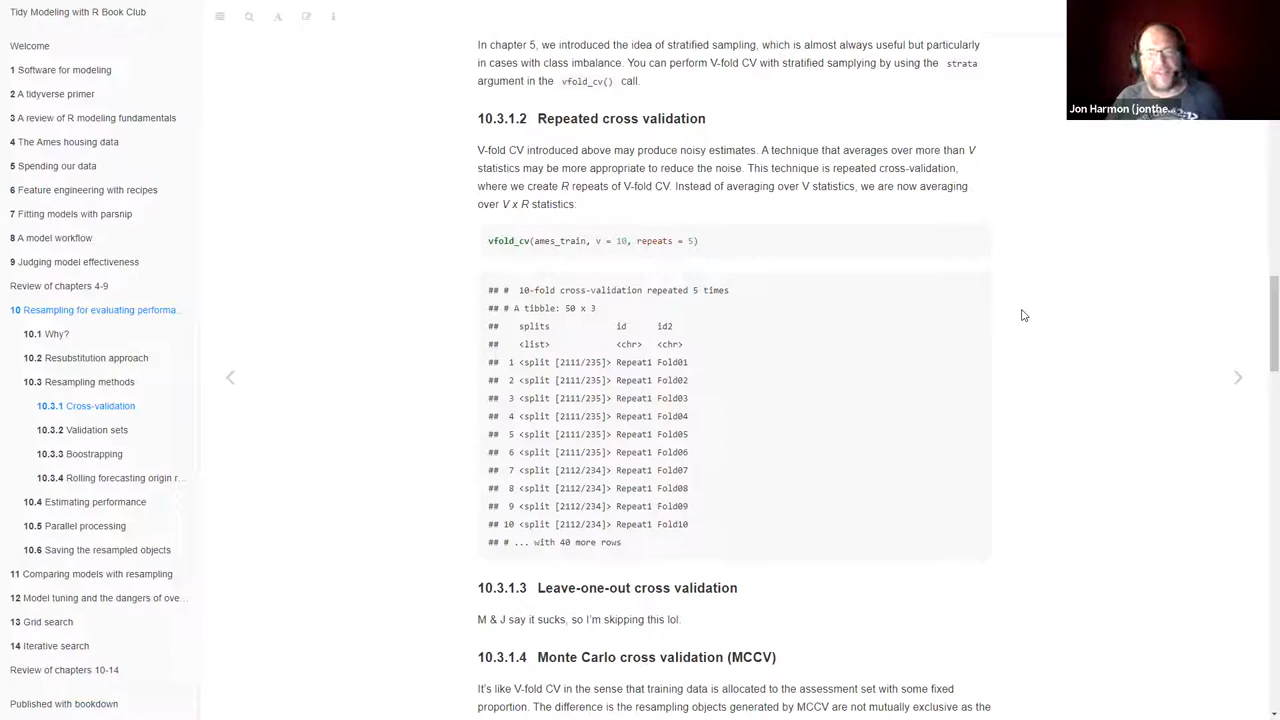 Tidy Modeling with R Book Club
Welcome
1 Software for modeling
2 A tidyverse primer
3 A review of R modeling fundamentals
4 The Ames housing data
5 Spending our data
6 Feature engineering with recipes
7 Fitting models with parsnip
8 A model workflow
9 Judging model effectiveness
Review of chapters 4-9
10 Resampling for evaluating performa...
10.1 Why?
10.2 Resubstitution approach
10.3 Resampling methods
10.3.1 Cross-validation
10.3.2 Validation sets
10.3.3 Boostrapping
10.3.4 Rolling forecasting origin r...
10.4 Estimating performance
10.5 Parallel processing
10.6 Saving the resampled objects
11 Comparing models with resampling
12 Model tuning and the dangers of ove...
13 Grid search
14 Iterative search
Review of chapters 10-14
Published with bookdown
In chapter 5, we introduced the idea of stratified sampling, which is almost always useful but particularly
in cases with class imbalance. You can perform V-fold CV with stratified samplying by using the strata
argument in the vfold_cv() call.
10.3.1.2 Repeated cross validation
V-fold CV introduced above may produce noisy estimates. A technique that averages over more than V
statistics may be more appropriate to reduce the noise. This technique is repeated cross-validation,
where we create R repeats of V-fold CV. Instead of averaging over V statistics, we are now averaging
over V x R statistics:
vfold_cv(ames_train, v = 10, repeats = 5)
## # 10-fold cross-validation repeated 5 times
## # A tibble: 50 x 3
## splits id id2
## <list> <chr> <chr>
## 1 <split [2111/235]> Repeat1 Fold01
## 2 <split [2111/235]> Repeat1 Fold02
## 3 <split [2111/235]> Repeat1 Fold03
## 4 <split [2111/235]> Repeat1 Fold04
## 5 <split [2111/235]> Repeat1 Fold05
## 6 <split [2111/235]> Repeat1 Fold06
## 7 <split [2112/234]> Repeat1 Fold07
## 8 <split [2112/234]> Repeat1 Fold08
## 9 <split [2112/234]> Repeat1 Fold09
## 10 <split [2112/234]> Repeat1 Fold10
## # ... with 40 more rows
10.3.1.3 Leave-one-out cross validation
M & J say it sucks, so I'm skipping this lol.
10.3.1.4 Monte Carlo cross validation (MCCV)
It's like V-fold CV in the sense that training data is allocated to the assessment set with some fixed
proportion. The difference is the resampling objects generated by MCCV are not mutually exclusive as the
Jon Harmon (jonthe...